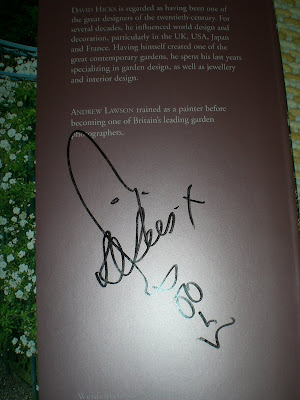 DAVID HICKS is regarded as having been one of
the great designers of the twentieth-century. For
several decades, he influenced world design and
decoration, particularly in the UK, USA, Japan
and France. Having himself created one of the
great contemporary gardens, he spent his last years
specializing in garden design, as well as jewellery
and interior design.
ANDREW LAWSON trained as a painter before
becoming one of Britain's leading garden
photographers.